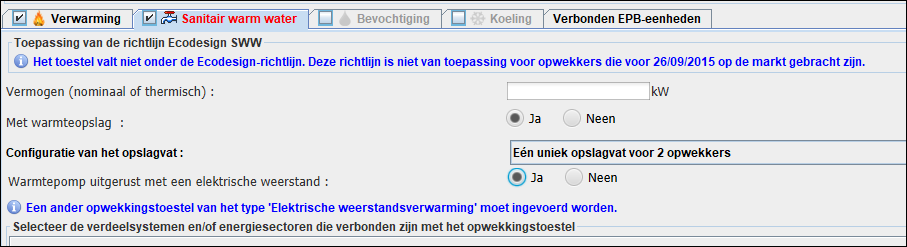 Verwarming Sanitair warm water Bevochtiging Koeling Verbonden EPB-eenheden
Toepassing van de richtlijn Ecodesign SWW
Het toestel valt niet onder de Ecodesign-richtlijn. Deze richtlijn is niet van toepassing voor opwekkers die voor 26/09/2015 op de markt gebracht zijn.
Vermogen (nominaal of thermisch) : kW
Met warmteopslag : Ja Neen
Configuratie van het opslagvat : Eén uniek opslagvat voor 2 opwekkers
Warmtepomp uitgerust met een elektrische weerstand : Ja Neen
Een ander opwekkingstoestel van het type 'Elektrische weerstandsverwarming' moet ingevoerd worden.
Selecteer de verdeelsystemen en/of energiesectoren die verbonden zijn met het opwekkingstoestel